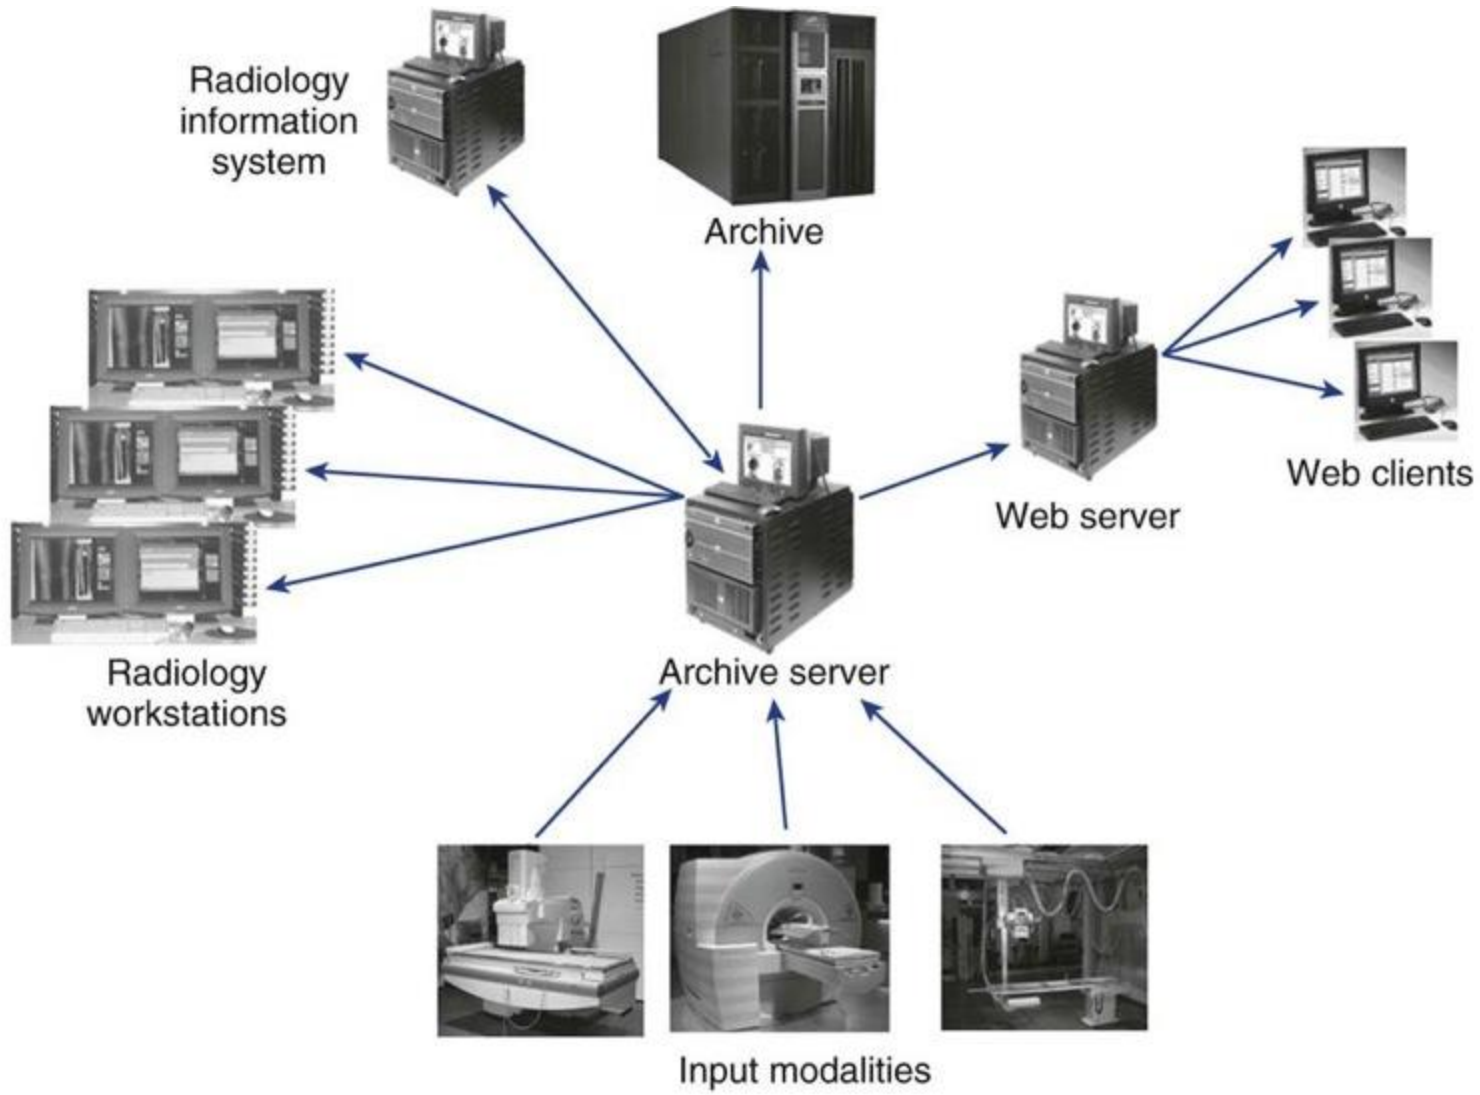 Radiology
information
system
Archive
Web clients
Web server
Radiology
workstations
Archive server
Input modalities